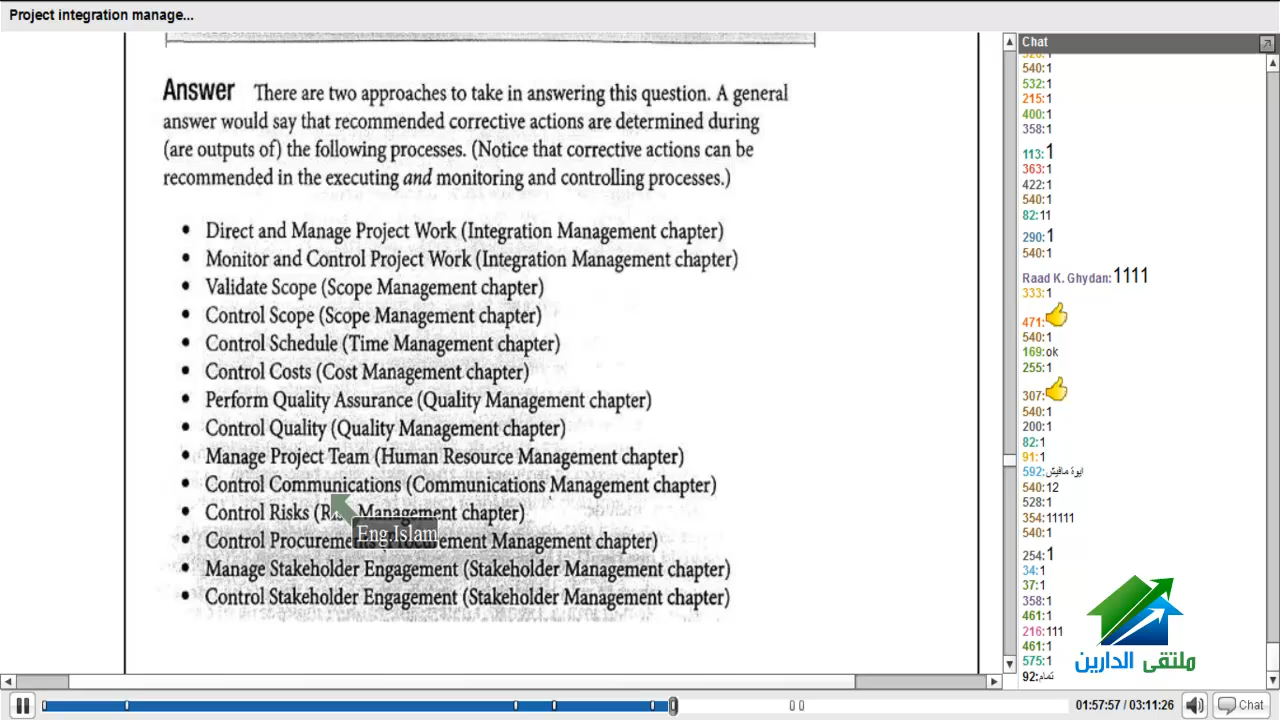 Project integration manage...
Answer There are two approaches to take in answering this question. A general
answer would say that recommended corrective actions are determined during
(are outputs of) the following processes. (Notice that corrective actions can be
recommended in the executing and monitoring and controlling processes.)
• Direct and Manage Project Work (Integration Management chapter)
• Monitor and Control Project Work (Integration Management chapter)
• Validate Scope (Scope Management chapter)
• Control Scope (Scope Management chapter)
• Control Schedule (Time Management chapter)
• Control Costs (Cost Management chapter)
• Perform Quality Assurance (Quality Management chapter)
• Control Quality (Quality Management chapter)
• Manage Project Team (Human Resource Management chapter)
• Control Communications (Communications Management chapter)
• Control Risks ( Management chapter)
Eng.Islam
• Control Management chapter)
• Manage Stakeholder Engagement (Stakeholder Management chapter)
• Control Stakeholder Engagement (Stakeholder Management chapter)
Chat
540:1
532:1
215:1
400:1
358:1
113:1
363:1
422:1
540:1
82:11
290:1
540:1
Raad K. Ghydan: 1111
333:1
471:
540:1
169:ok
255:1
307:
540:1
200:1
82:1
91:1
592: ايوة مافيش
540:12
528:1
354:11111
540:1
254:1
34:1
37:1
358:1
461:1
216:111
461:1
575:1
92: تمام
ملتقى الدارين
01:57:57 / 03:11:26
Chat